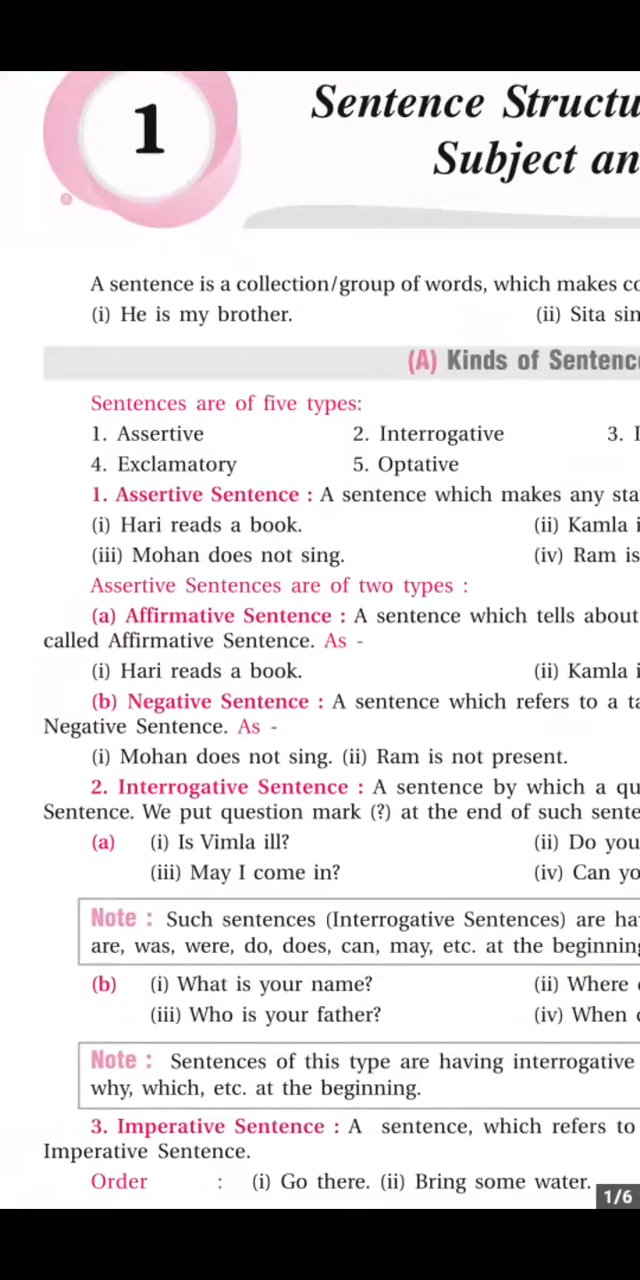 1
Sentence Structu
Subject an
A sentence is a collection/group of words, which makes co
(i) He is my brother. (ii) Sita sin
(A) Kinds of Sentenc
Sentences are of five types:
1. Assertive 2. Interrogative 3. I
4. Exclamatory 5. Optative
1. Assertive Sentence : A sentence which makes any sta
(i) Hari reads a book. (ii) Kamla i
(iii) Mohan does not sing. (iv) Ram is
Assertive Sentences are of two types :
(a) Affirmative Sentence : A sentence which tells about
called Affirmative Sentence. As -
(i) Hari reads a book. (ii) Kamla i
(b) Negative Sentence : A sentence which refers to a ta
Negative Sentence. As -
(i) Mohan does not sing. (ii) Ram is not present.
2. Interrogative Sentence : A sentence by which a qu
Sentence. We put question mark (?) at the end of such sente
(a) (i) Is Vimla ill? (ii) Do you
(iii) May I come in? (iv) Can yo
Note : Such sentences (Interrogative Sentences) are ha
are, was, were, do, does, can, may, etc. at the beginning
(b) (i) What is your name? (ii) Where
(iii) Who is your father? (iv) When
Note : Sentences of this type are having interrogative
why, which, etc. at the beginning.
3. Imperative Sentence : A sentence, which refers to
Imperative Sentence.
Order : (i) Go there. (ii) Bring some water.
1/6